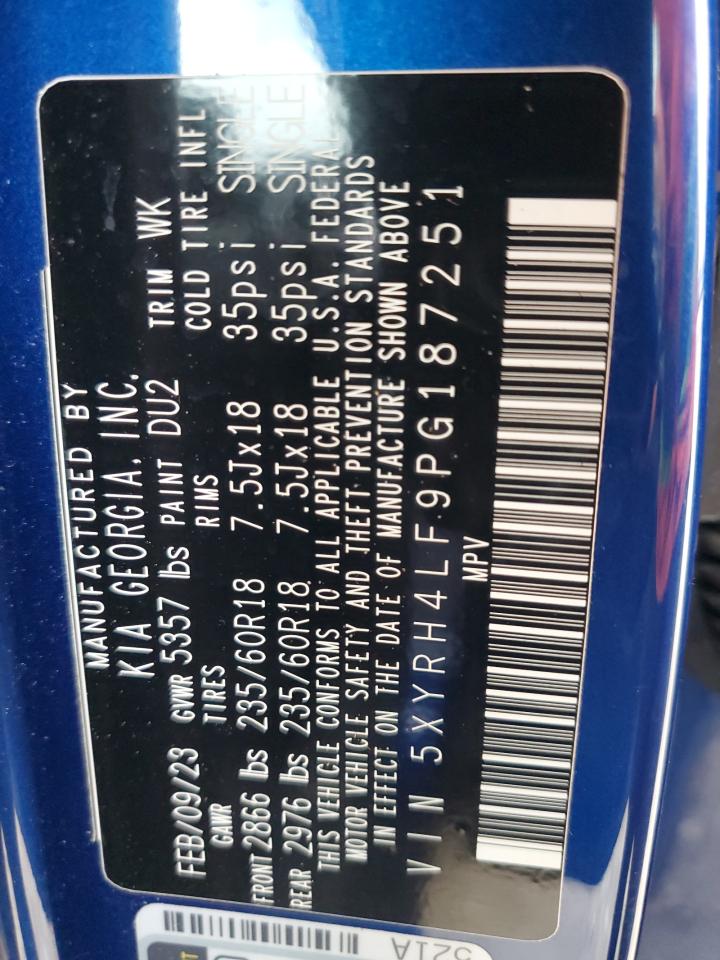 MANUFACTURED BY
KIA GEORGIA. INC.
FEB/09/23 GVWR 5357 lbs PAINT DU2 TRIM WK
GAWR TIRES RIMS COLD TIRE INFL
FRONT 2866 lbs 235/60R18 7.5Jx18 35psi SINGLE
REAR 2976 lbs 235/60R18 7.5Jx18 35psi SINGLE
THIS VEHICLE CONFORMS TO ALL APPLICABLE U.S.A. FEDERAL
MOTOR VEHICLE SAFETY AND THEFT PREVENTION STANDARDS
IN EFFECT ON THE DATE OF MANUFACTURE SHOWN ABOVE
VIN 5XYRH4LF9PG187251
MPV
521A